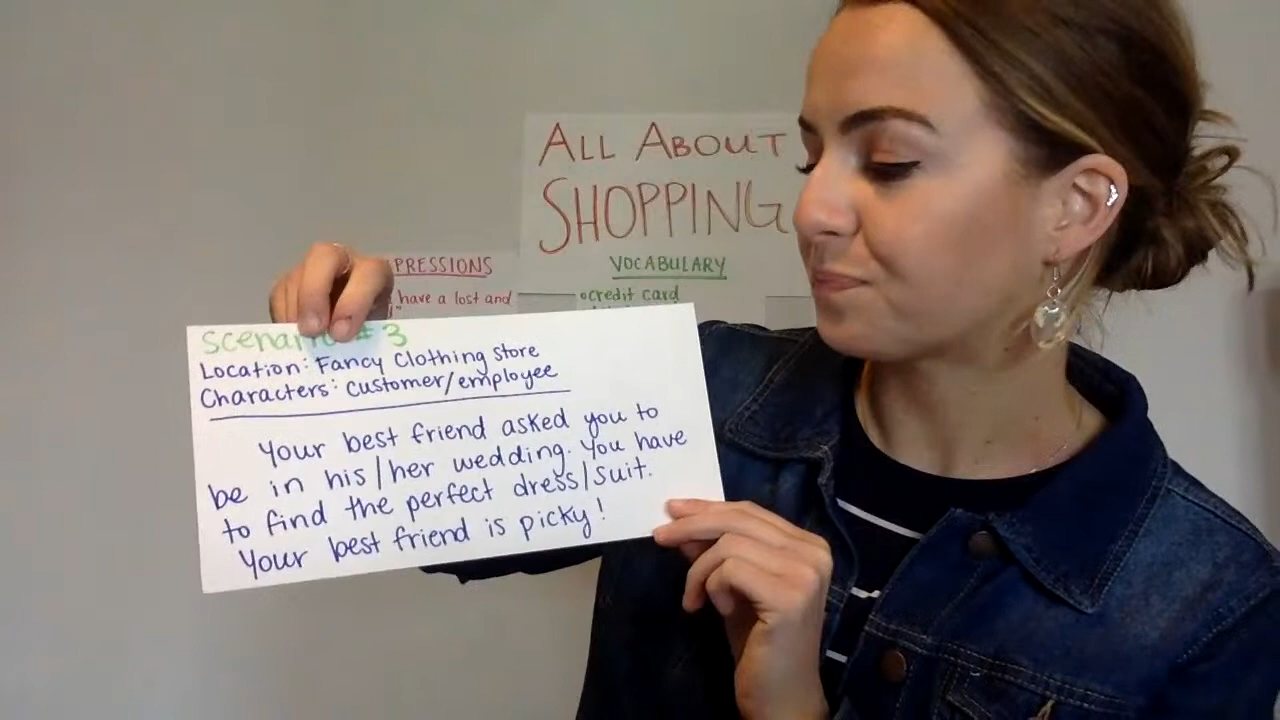 ALL ABOUT
SHOPPING
PRESSIONS
have a lost and
VOCABULARY
credit card
Scenario # 3
Location: Fancy Clothing store
Characters: customer/employee
Your best friend asked you to
be in his/her wedding. You have
to find the perfect dress/suit.
Your best friend is picky!